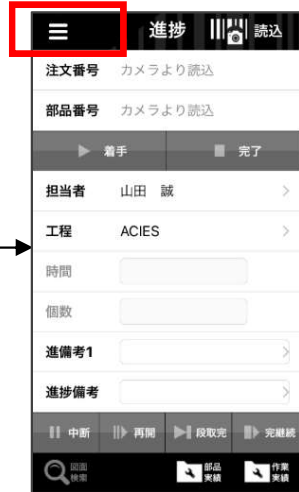 進捗 読込
注文番号 カメラより読込
部品番号 カメラより読込
着手 完了
担当者 山田 誠
工程 ACIES
時間
個数
進備考1
進捗備考
中断 再開 段取完 完継続
図面検索 部品実績 作業実績